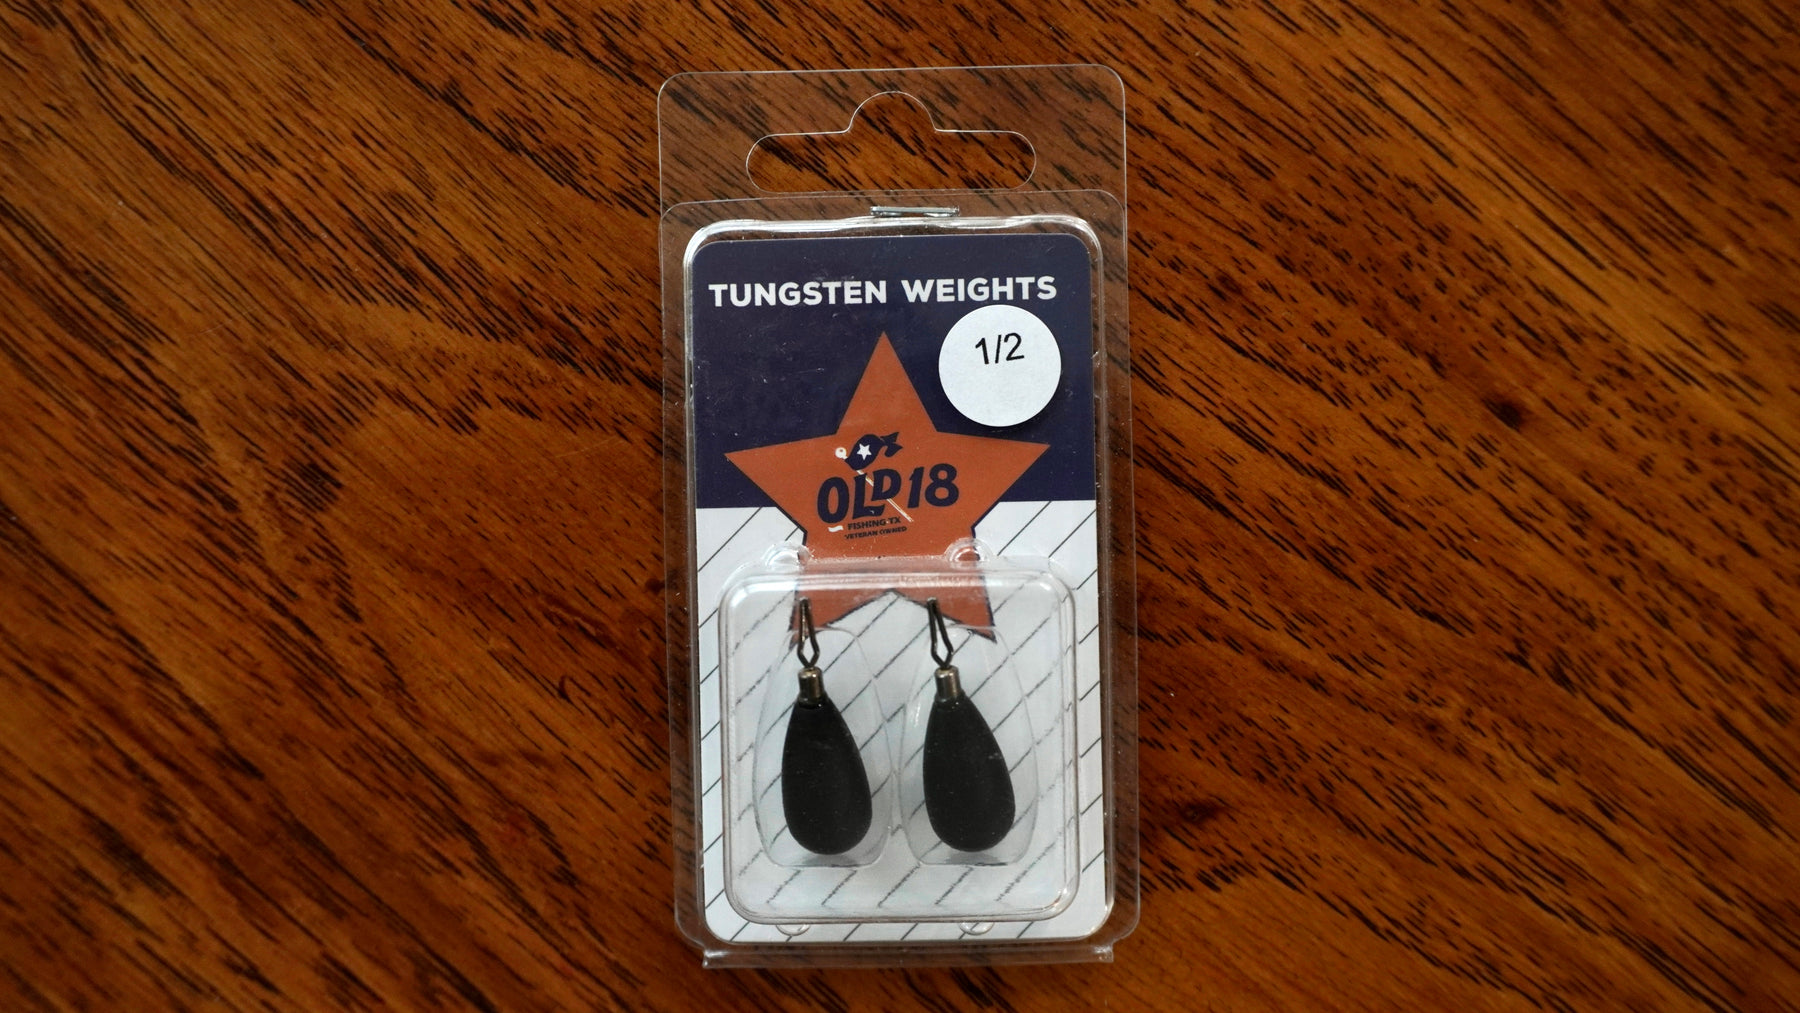 TUNGSTEN WEIGHTS
1/2
OLD 18
FISHING TX
VETERAN OWNED